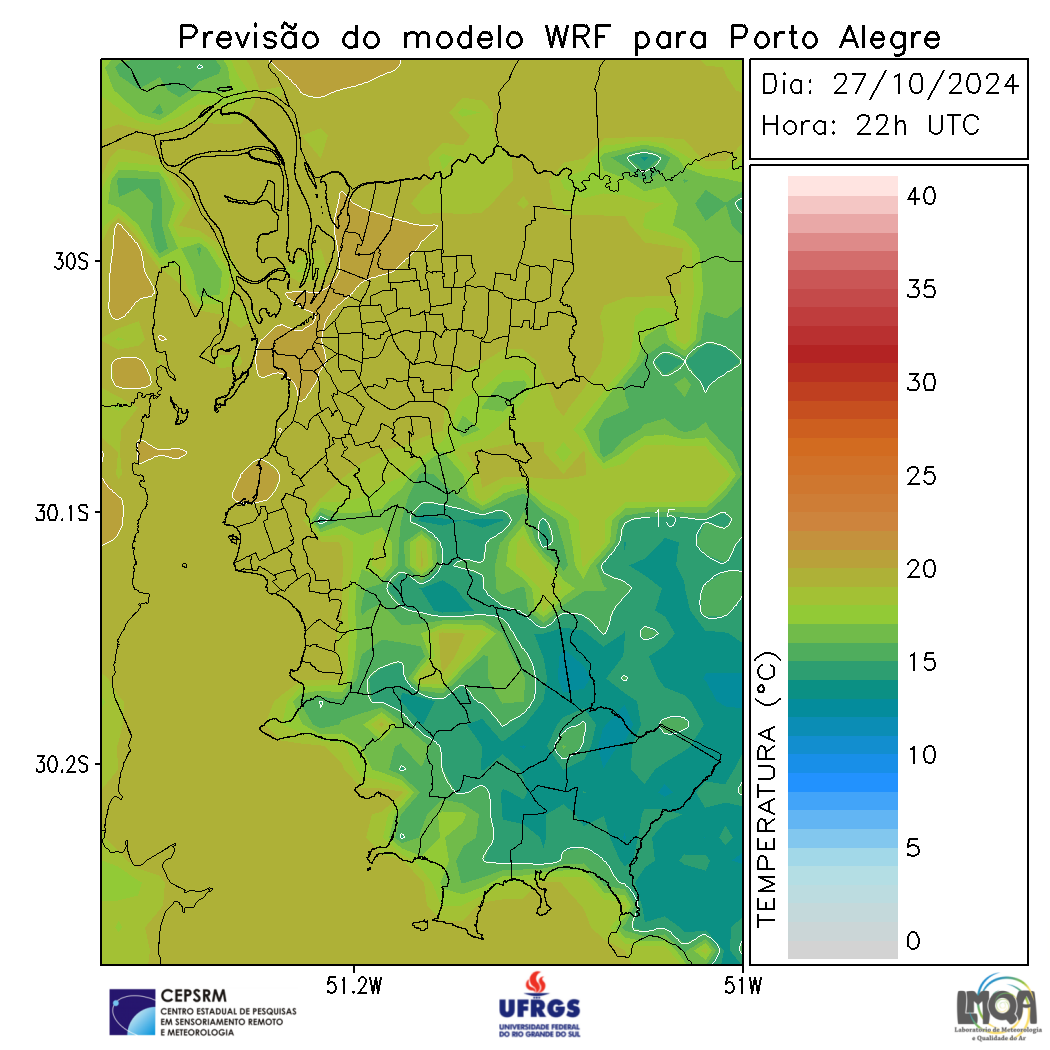 Previsão do modelo WRF para Porto Alegre
Dia: 27/10/2024
Hora: 22h UTC
40
35
30
25
20
15
10
5
0
TEMPERATURA (°C)
30S
30.1S
30.2S
15
51.2W
51W
CEPSRM
CENTRO ESTADUAL DE PESQUISAS
EM SENSORIAMENTO REMOTO
E METEOROLOGIA
UFRGS
UNIVERSIDADE FEDERAL
DO RIO GRANDE DO SUL
LMQA
Laboratório de Meteorologia
e Qualidade do Ar